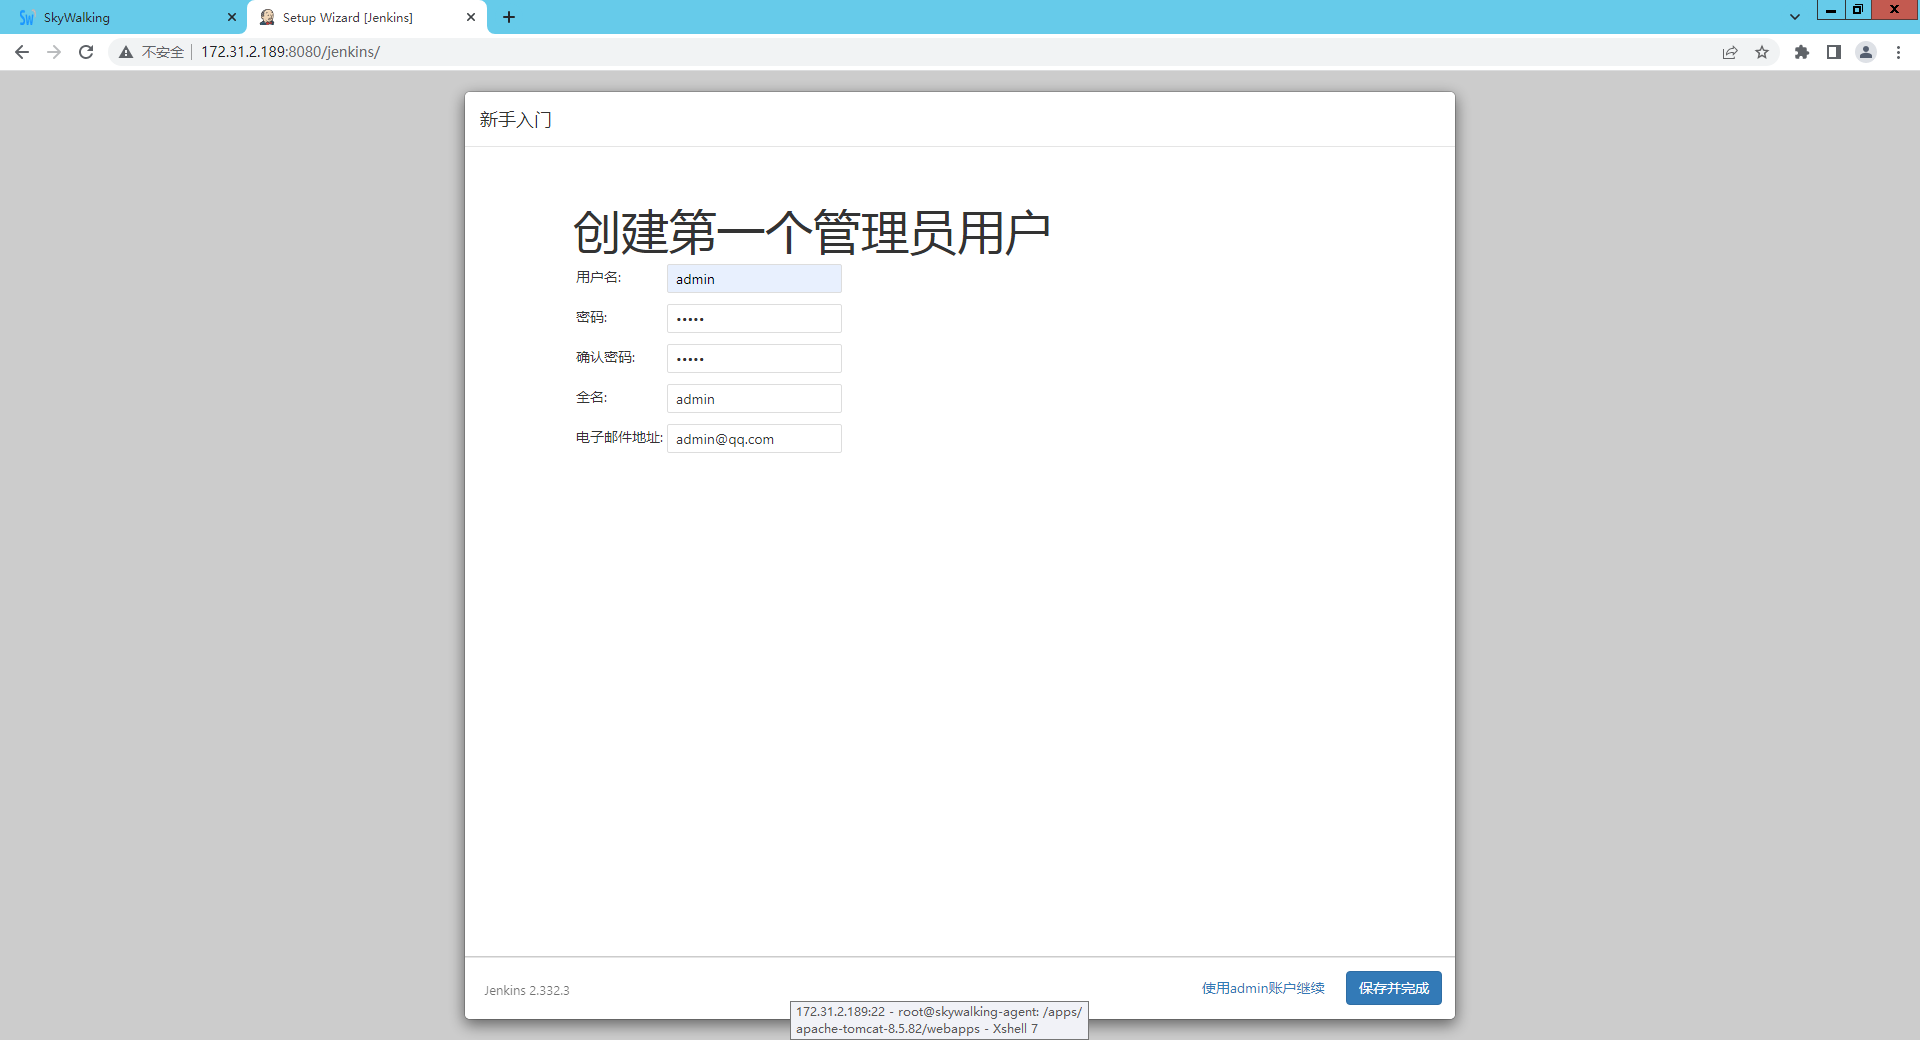 SkyWalking
Setup Wizard [Jenkins]
不安全
172.31.2.189:8080/jenkins/
新手入门
创建第一个管理员用户
用户名: admin
密码: •••••
确认密码: •••••
全名: admin
电子邮件地址: admin@qq.com
Jenkins 2.332.3
使用admin账户继续
保存并完成
172.31.2.189:22 - root@skywalking-agent: /apps/
apache-tomcat-8.5.82/webapps - Xshell 7